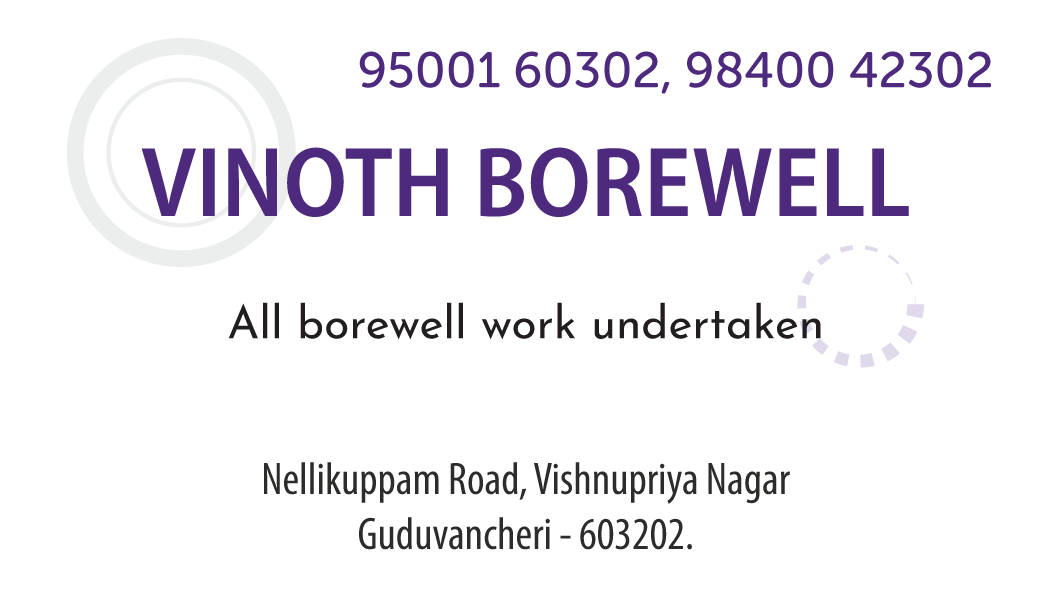 95001 60302, 98400 42302
VINOTH BOREWELL
All borewell work undertaken
Nellikuppam Road, Vishnupriya Nagar
Guduvancheri - 603202.